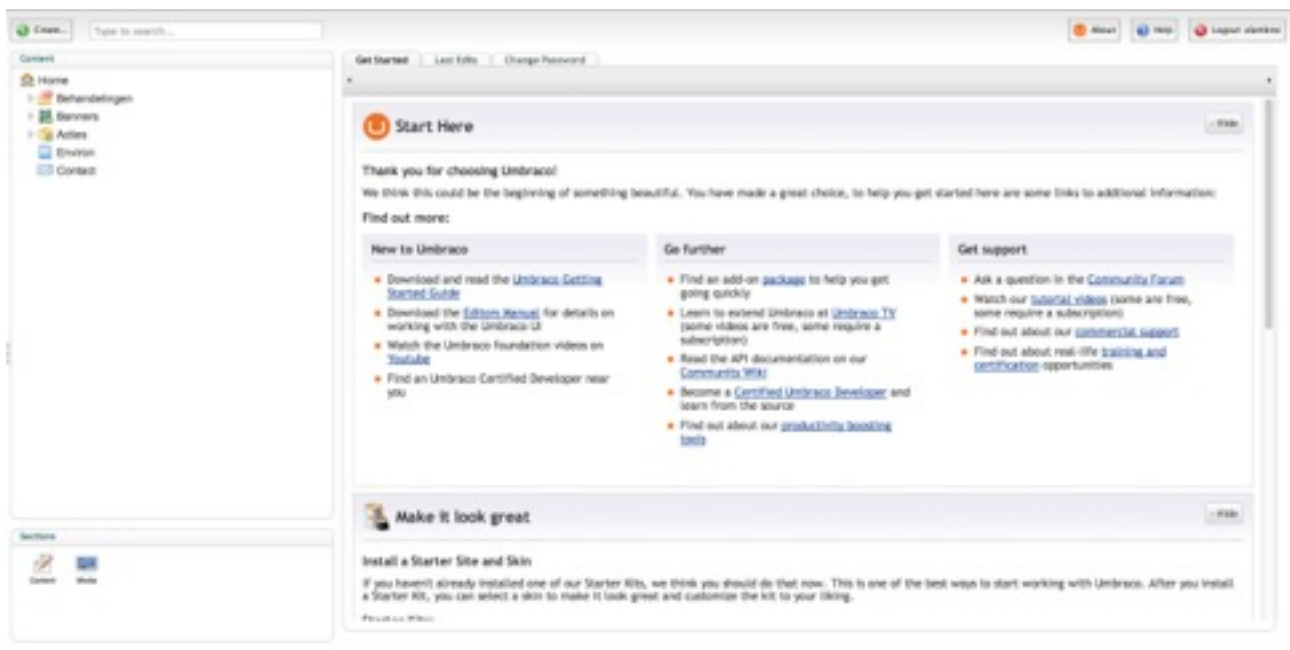 Create...
Type to search...
About
Help
Logout
Content
Home
Behandelingen
Banners
Acties
Environ
Contact
Sections
Content
Media
Get Started
Last Edits
Change Password
Start Here
- Hide
Thank you for choosing Umbraco!
We think this could be the beginning of something beautiful. You have made a great choice, to help you get started here are some links to additional information:
Find out more:
New to Umbraco
Download and read the Umbraco Getting
Started Guide
Download the Editors Manual for details on
working with the Umbraco UI
Watch the Umbraco foundation videos on
Youtube
Find an Umbraco Certified Developer near
you
Go further
Find an add-on package to help you get
going quickly
Learn to extend Umbraco at Umbraco TV
(some videos are free, some require a
subscription)
Read the API documentation on our
Community Wiki
Become a Certified Umbraco Developer and
learn from the source
Find out about our productivity boosting
tools
Get support
Ask a question in the Community Forum
Watch our tutorial videos (some are free,
some require a subscription)
Find out about our commercial support
Find out about real-life training and
certification opportunities
Make it look great
- Hide
Install a Starter Site and Skin
If you haven't already installed one of our Starter Kits, we think you should do that now. This is one of the best ways to start working with Umbraco. After you install
a Starter Kit, you can select a skin to make it look great and customize the kit to your liking.